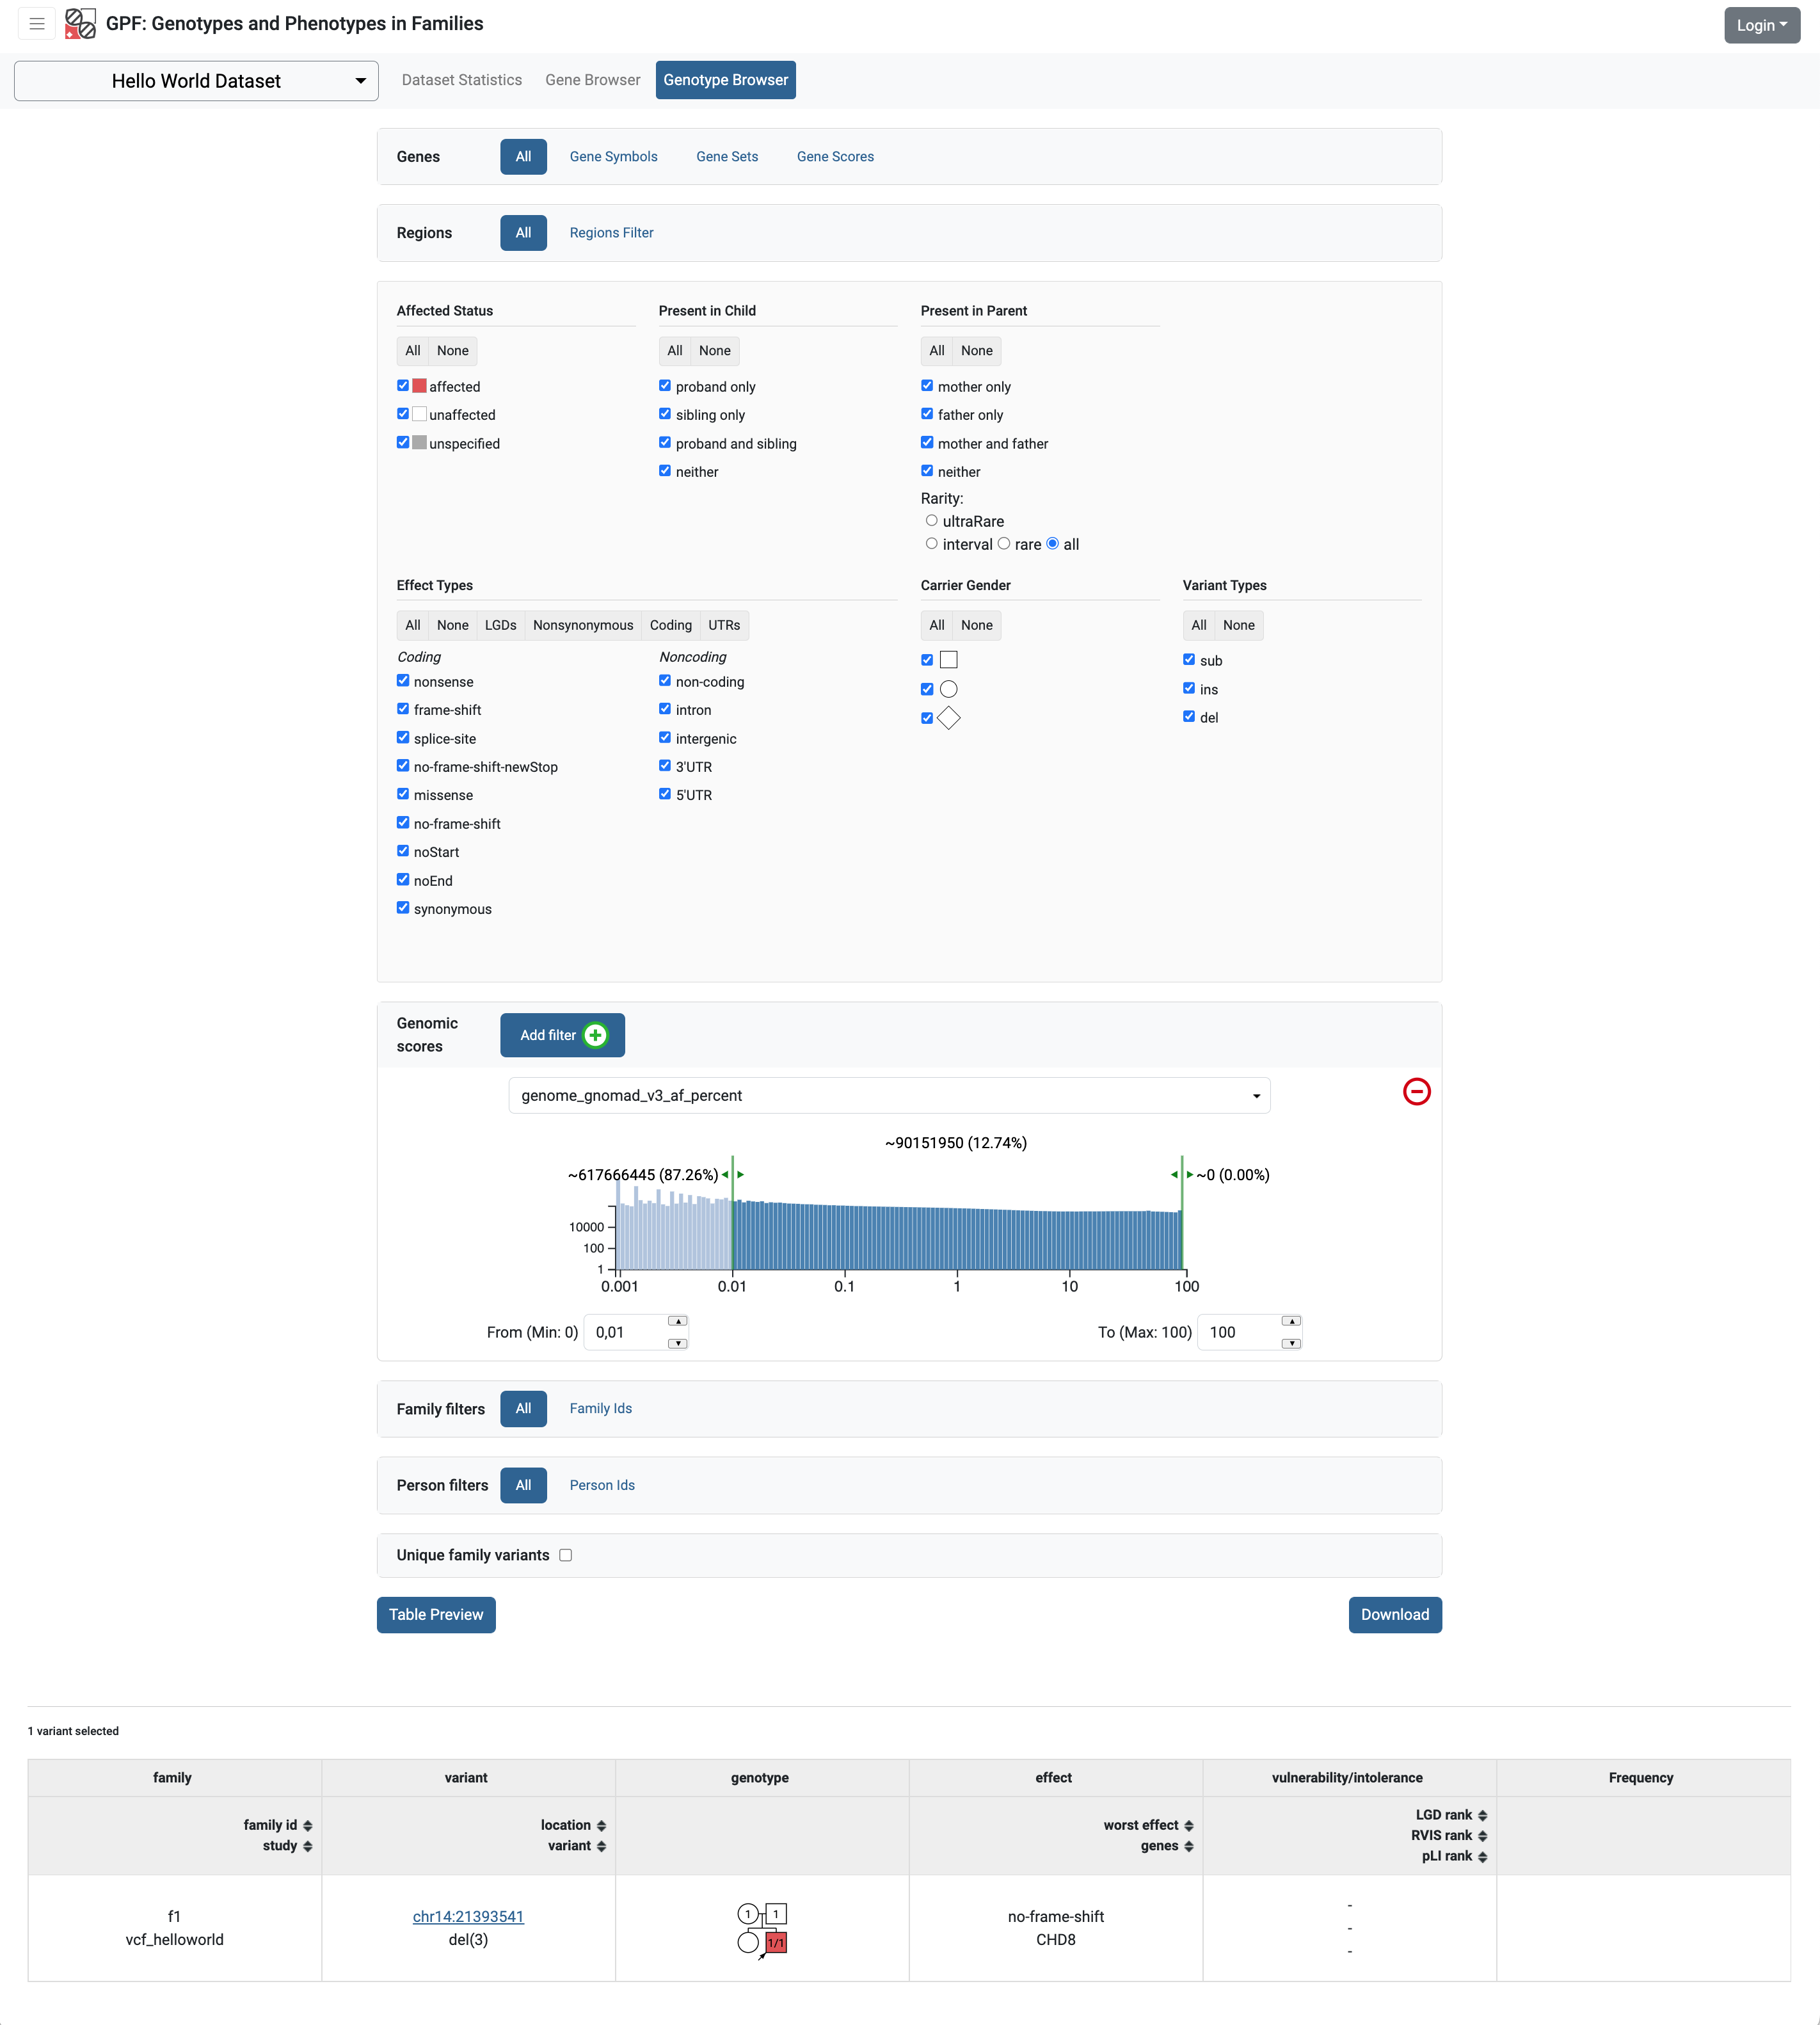 GPF: Genotypes and Phenotypes in Families
Login
Hello World Dataset
Dataset Statistics
Gene Browser
Genotype Browser
Genes
All
Gene Symbols
Gene Sets
Gene Scores
Regions
All
Regions Filter
Affected Status
All None
affected
unaffected
unspecified
Present in Child
All None
proband only
sibling only
proband and sibling
neither
Present in Parent
All None
mother only
father only
mother and father
neither
Rarity:
ultraRare
interval rare all
Effect Types
All None LGDs Nonsynonymous Coding UTRs
Coding
nonsense
frame-shift
splice-site
no-frame-shift-newStop
missense
no-frame-shift
noStart
noEnd
synonymous
Noncoding
non-coding
intron
intergenic
3'UTR
5'UTR
Carrier Gender
All None
Variant Types
All None
sub
ins
del
Genomic
scores
Add filter
genome_gnomad_v3_af_percent
~90151950 (12.74%)
~617666445 (87.26%)
~0 (0.00%)
10000
100
1
0.001 0.01 0.1 1 10 100
From (Min: 0) 0,01
To (Max: 100) 100
Family filters
All
Family Ids
Person filters
All
Person Ids
Unique family variants
Table Preview
Download
1 variant selected
family variant genotype effect vulnerability/intolerance Frequency
family id
study
location
variant
worst effect
genes
LGD rank
RVIS rank
pLI rank
f1
vcf_helloworld
chr14:21393541
del(3)
1 1
1/1
no-frame-shift
CHD8
-
-
-